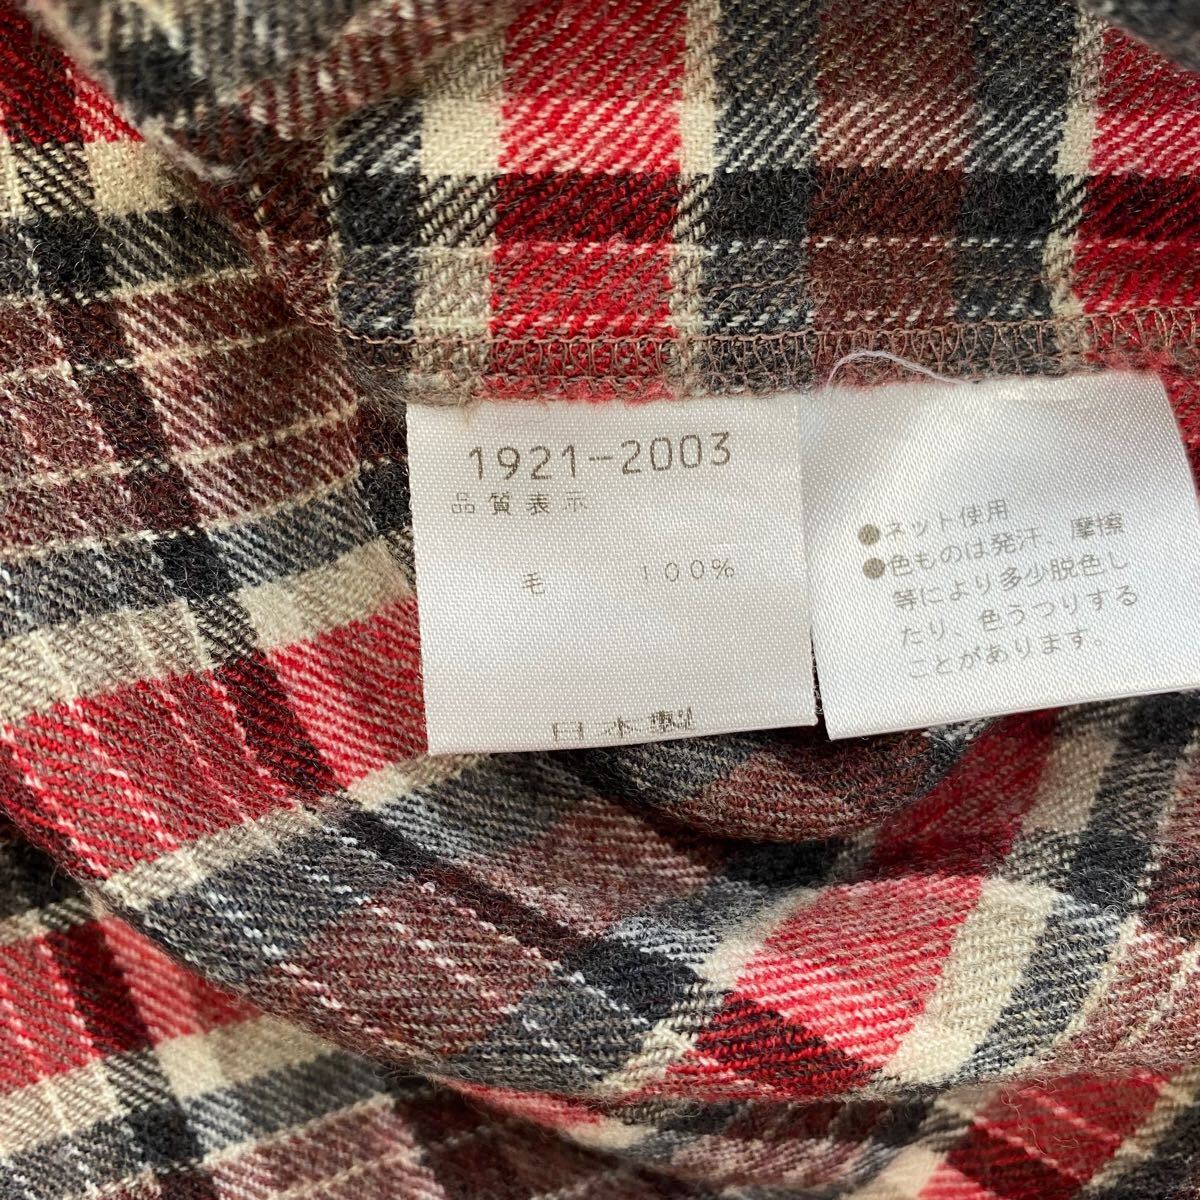 1921-2003
品質表示
毛 100%
日本製
●ネット使用
●色ものは発汗、摩擦
等により多少脱色し
たり、色うつりする
ことがあります。